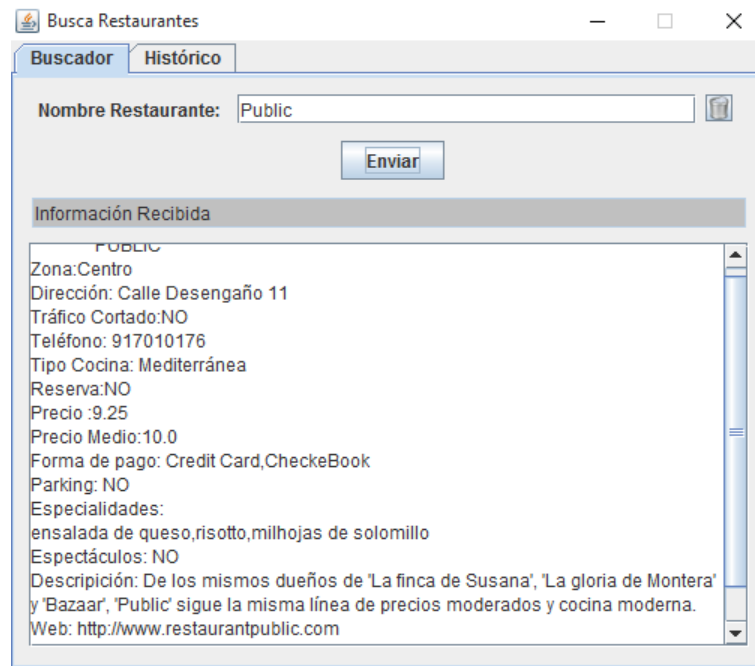 Busca Restaurantes
Buscador Histórico
Nombre Restaurante: Public
Enviar
Información Recibida
PUBLIC
Zona:Centro
Dirección: Calle Desengaño 11
Tráfico Cortado:NO
Teléfono: 917010176
Tipo Cocina: Mediterránea
Reserva:NO
Precio :9.25
Precio Medio:10.0
Forma de pago: Credit Card,CheckeBook
Parking: NO
Especialidades:
ensalada de queso,risotto,milhojas de solomillo
Espectáculos: NO
Descripición: De los mismos dueños de 'La finca de Susana', 'La gloria de Montera'
y 'Bazaar', 'Public' sigue la misma línea de precios moderados y cocina moderna.
Web: http://www.restaurantpublic.com